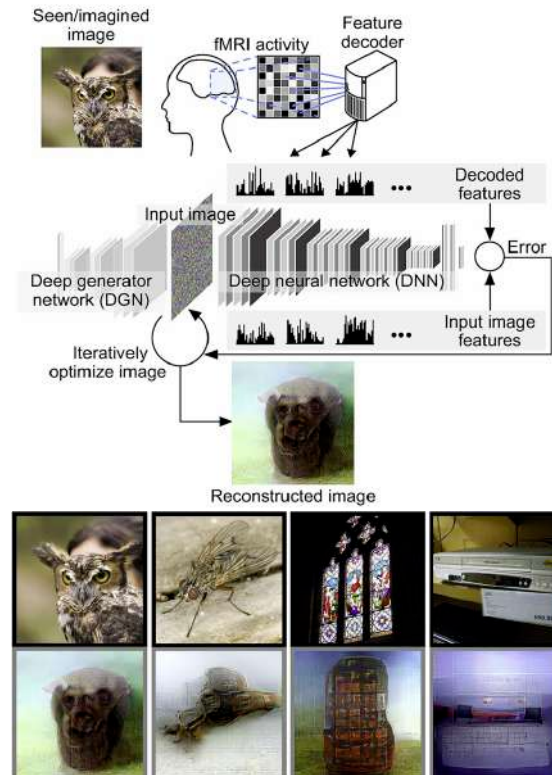 Seen/imagined
image
fMRI activity
Feature
decoder
Decoded
features
Input image
Error
Deep generator
network (DGN)
Deep neural network (DNN)
Input image
features
Iteratively
optimize image
Reconstructed image